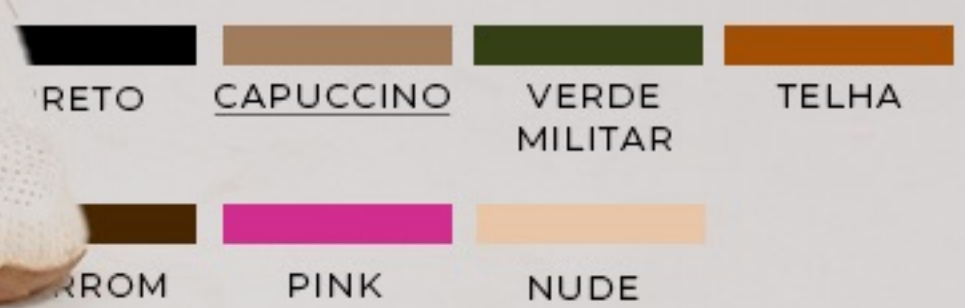 RETO
CAPUCCINO
VERDE
MILITAR
TELHA
RROM
PINK
NUDE